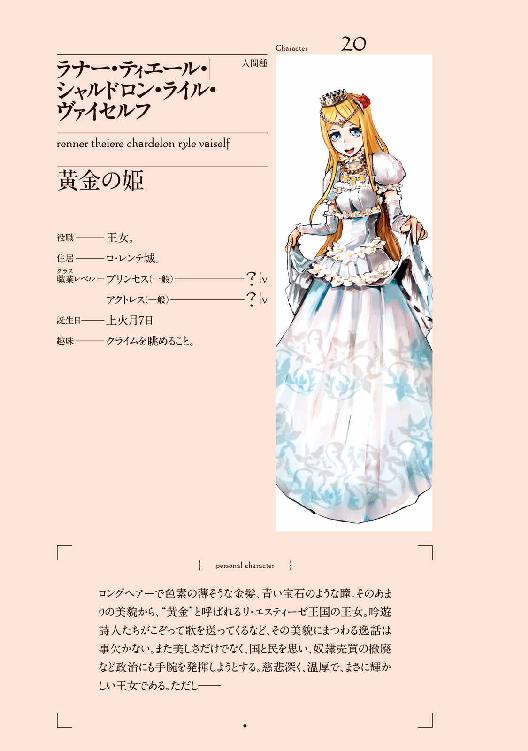 Character 20
ラナー・ティエール・
シャルドロン・ライル・
ヴァイセルフ
人間種
renner theiere chardelon ryle vaiself
黄金の姫
役職――王女。
住居――ロ・レンテ城。
クラス
職業レベル―プリンセス(一般)――? lv
アクトレス(一般)――? lv
誕生日――上火月7日
趣味――クライムを眺めること。
personal character
ロングヘアーで色素の薄そうな金髪、青い宝石のような瞳。そのあま
りの美貌から、“黄金”と呼ばれるリ・エスティーゼ王国の王女。吟遊
詩人たちがこぞって歌を送ってくるなど、その美貌にまつわる逸話は
事欠かない。また美しさだけでなく、国と民を思い、奴隷売買の撤廃
など政治にも手腕を発揮しようとする。慈悲深く、温厚で、まさに輝か
しい王女である。ただし――